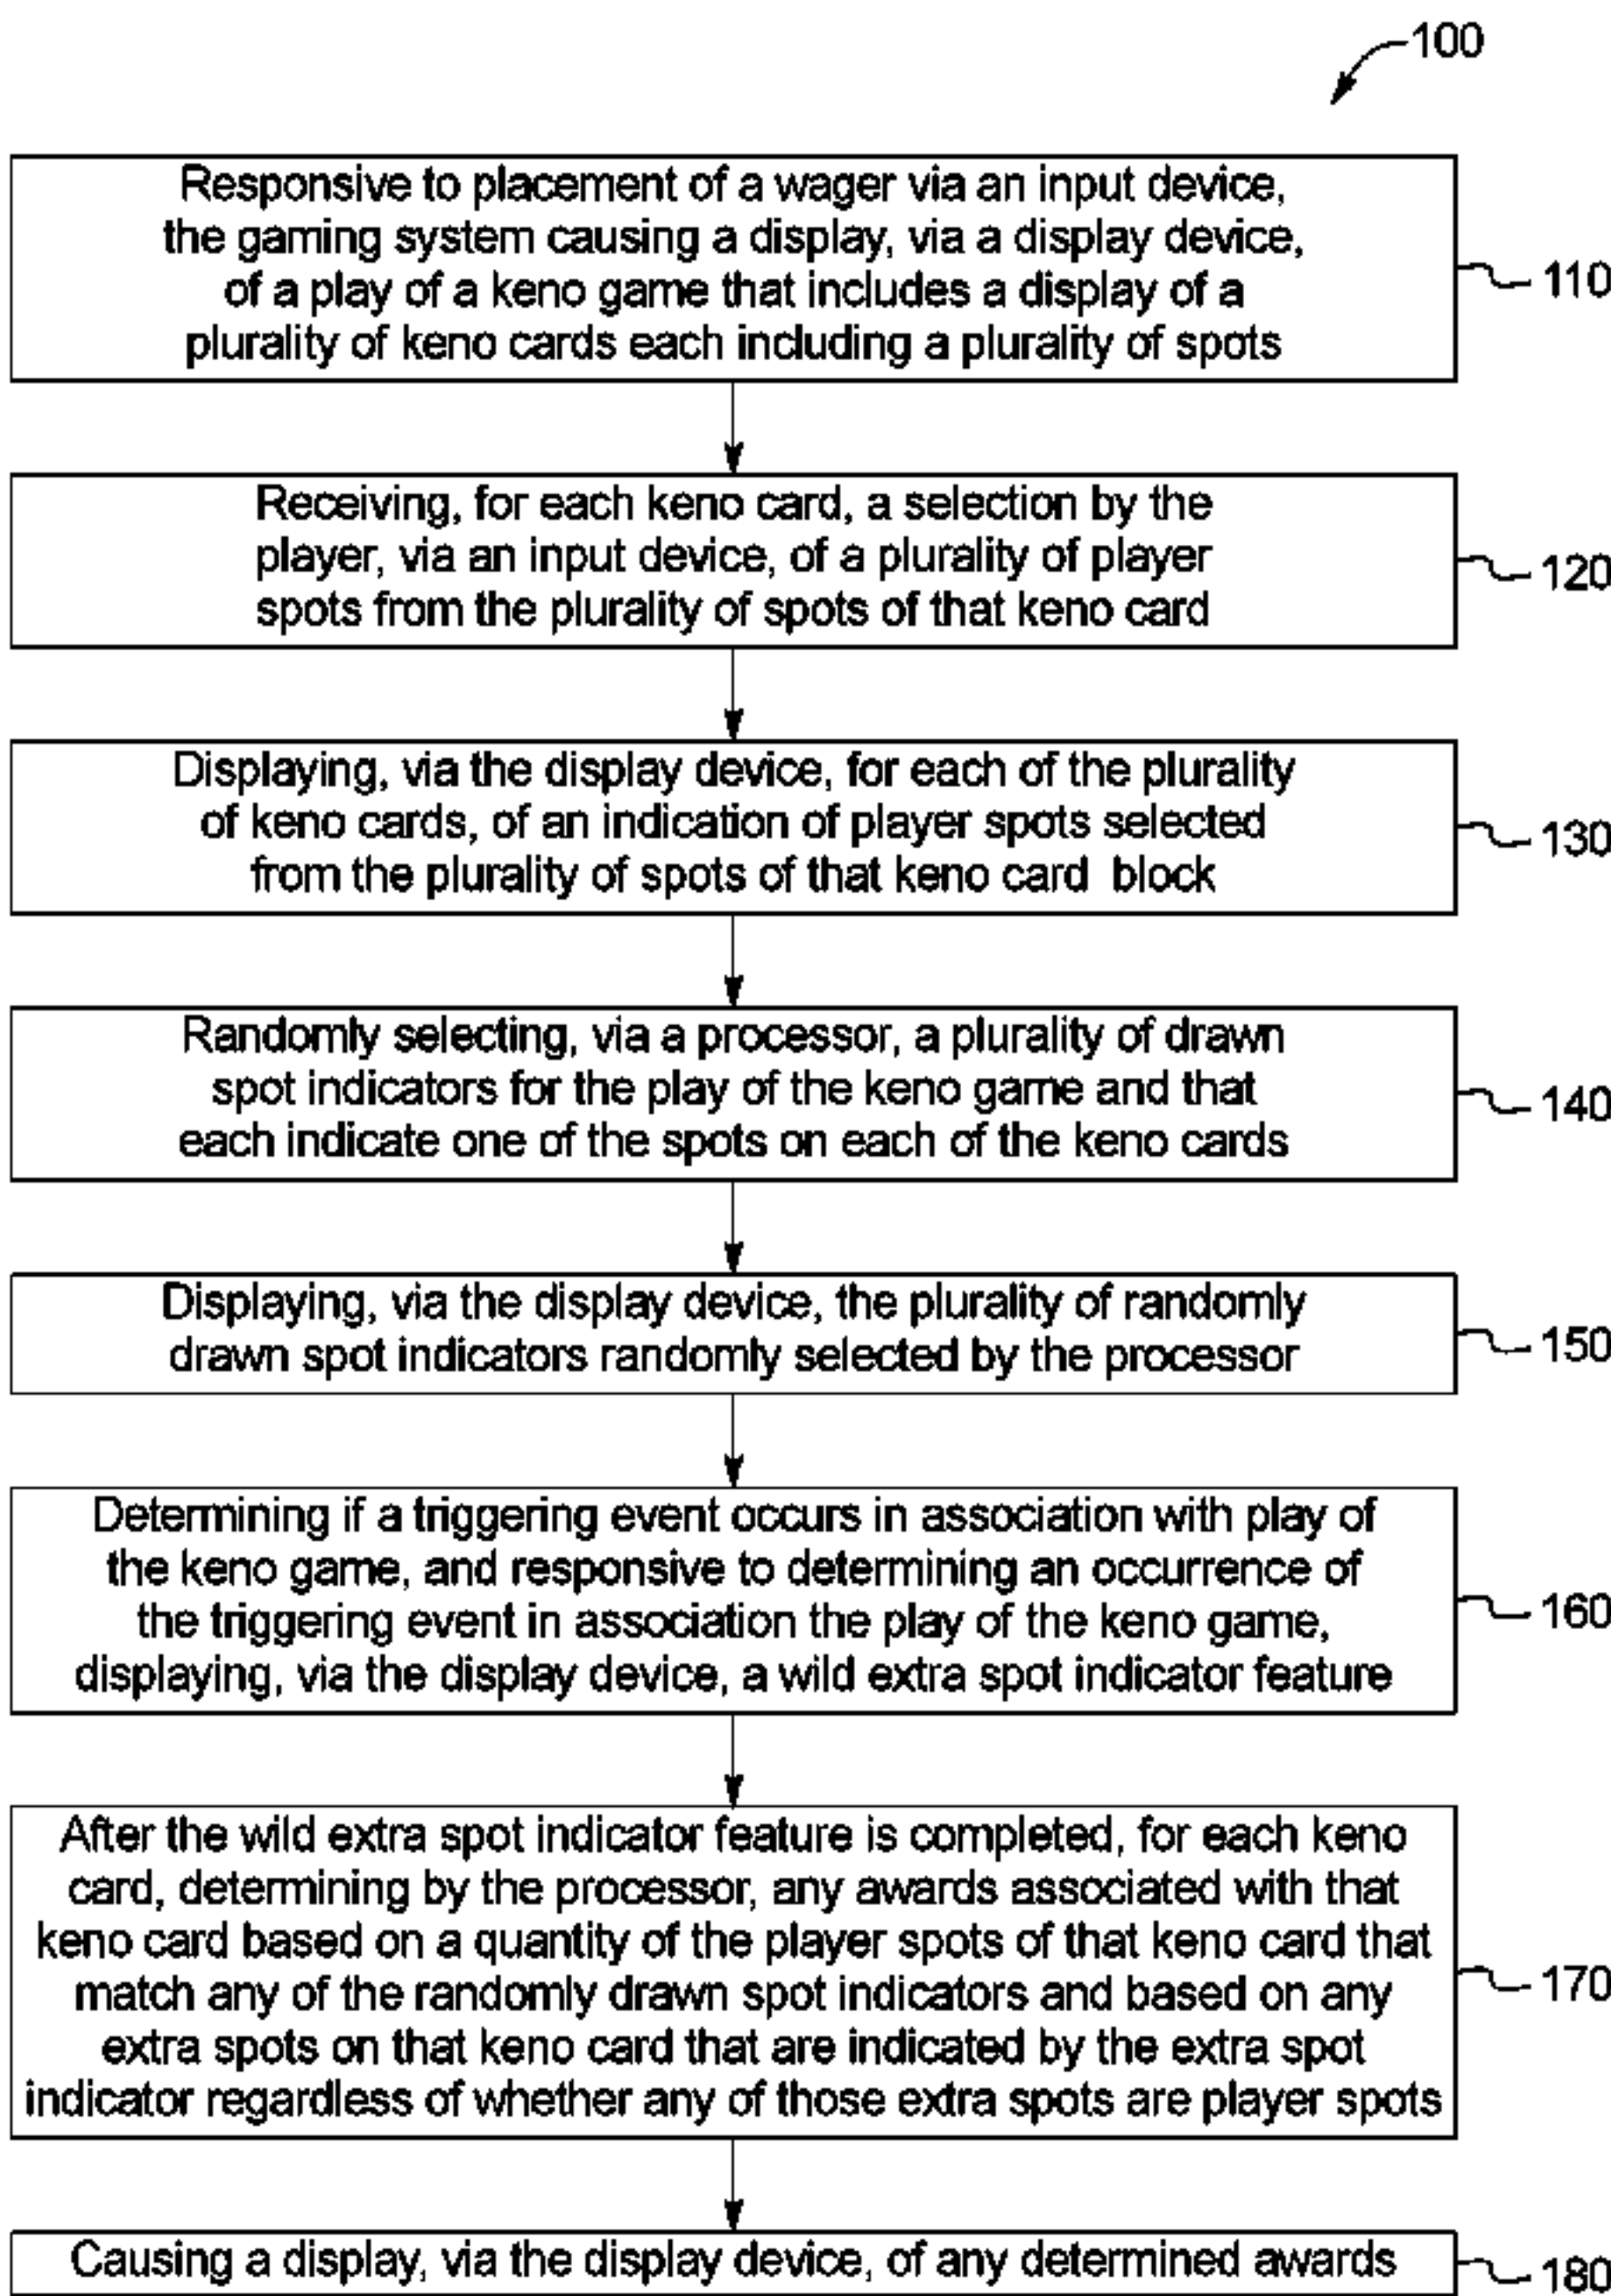 100
Responsive to placement of a wager via an input device,
the gaming system causing a display, via a display device,
of a play of a keno game that includes a display of a
plurality of keno cards each including a plurality of spots
110
Receiving, for each keno card, a selection by the
player, via an input device, of a plurality of player
spots from the plurality of spots of that keno card
120
Displaying, via the display device, for each of the plurality
of keno cards, of an indication of player spots selected
from the plurality of spots of that keno card block
130
Randomly selecting, via a processor, a plurality of drawn
spot indicators for the play of the keno game and that
each indicate one of the spots on each of the keno cards
140
Displaying, via the display device, the plurality of randomly
drawn spot indicators randomly selected by the processor
150
Determining if a triggering event occurs in association with play of
the keno game, and responsive to determining an occurrence of
the triggering event in association the play of the keno game,
displaying, via the display device, a wild extra spot indicator feature
160
After the wild extra spot indicator feature is completed, for each keno
card, determining by the processor, any awards associated with that
keno card based on a quantity of the player spots of that keno card that
match any of the randomly drawn spot indicators and based on any
extra spots on that keno card that are indicated by the extra spot
indicator regardless of whether any of those extra spots are player spots
170
Causing a display, via the display device, of any determined awards
180